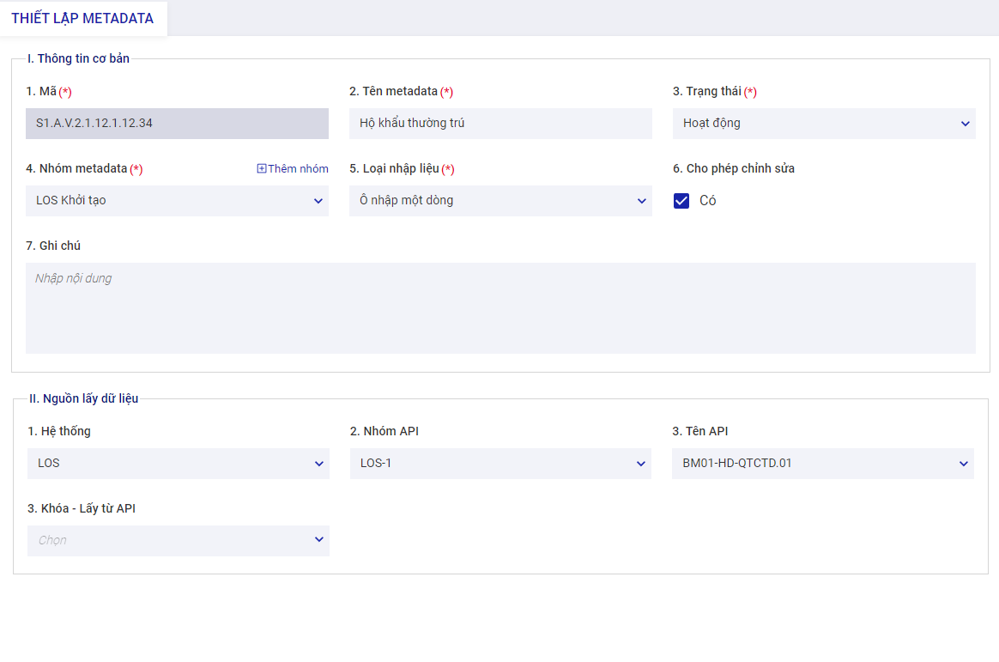 THIẾT LẬP METADATA
I. Thông tin cơ bản
1. Mã (*)
2. Tên metadata (*)
3. Trạng thái (*)
S1.A.V.2.1.12.1.12.34
Hộ khẩu thường trú
Hoạt động
4. Nhóm metadata (*)
Thêm nhóm
5. Loại nhập liệu (*)
6. Cho phép chỉnh sửa
LOS Khởi tạo
Ô nhập một dòng
Có
7. Ghi chú
Nhập nội dung
II. Nguồn lấy dữ liệu
1. Hệ thống
2. Nhóm API
3. Tên API
LOS
LOS-1
BM01-HD-QTCTD.01
3. Khóa - Lấy từ API
Chọn